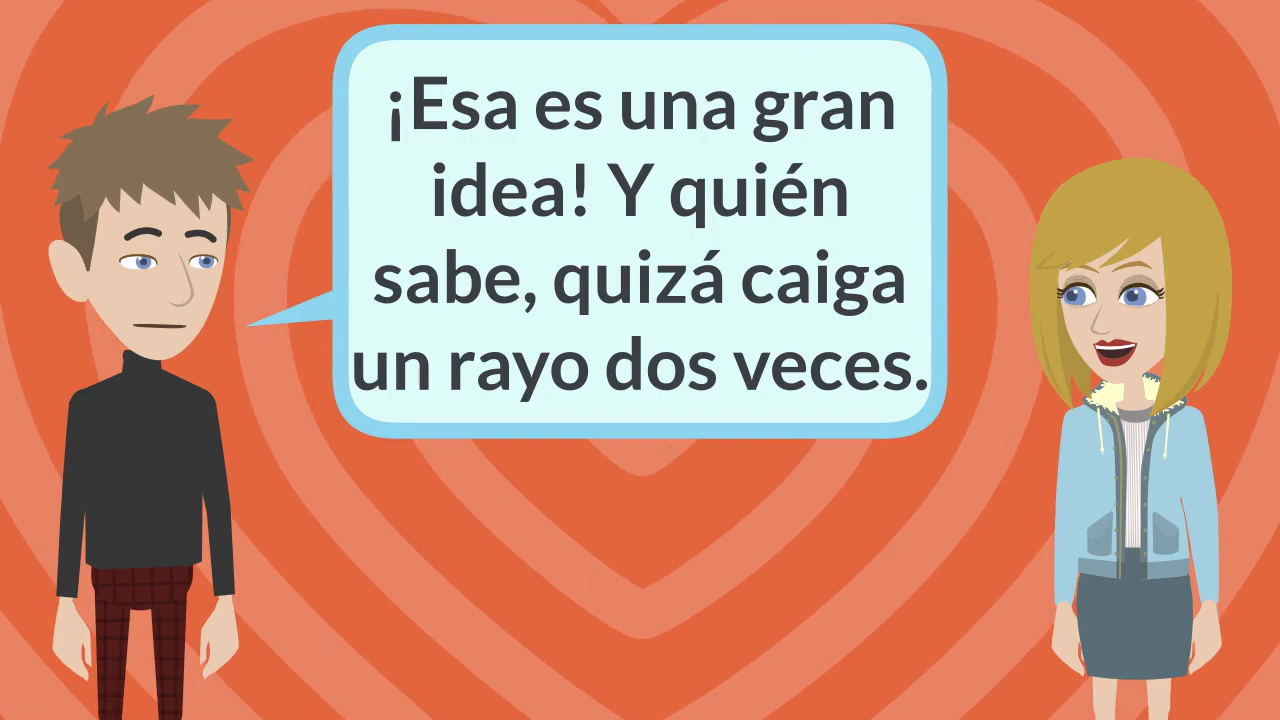 ¡Esa es una gran
idea! Y quién
sabe, quizá caiga
un rayo dos veces.